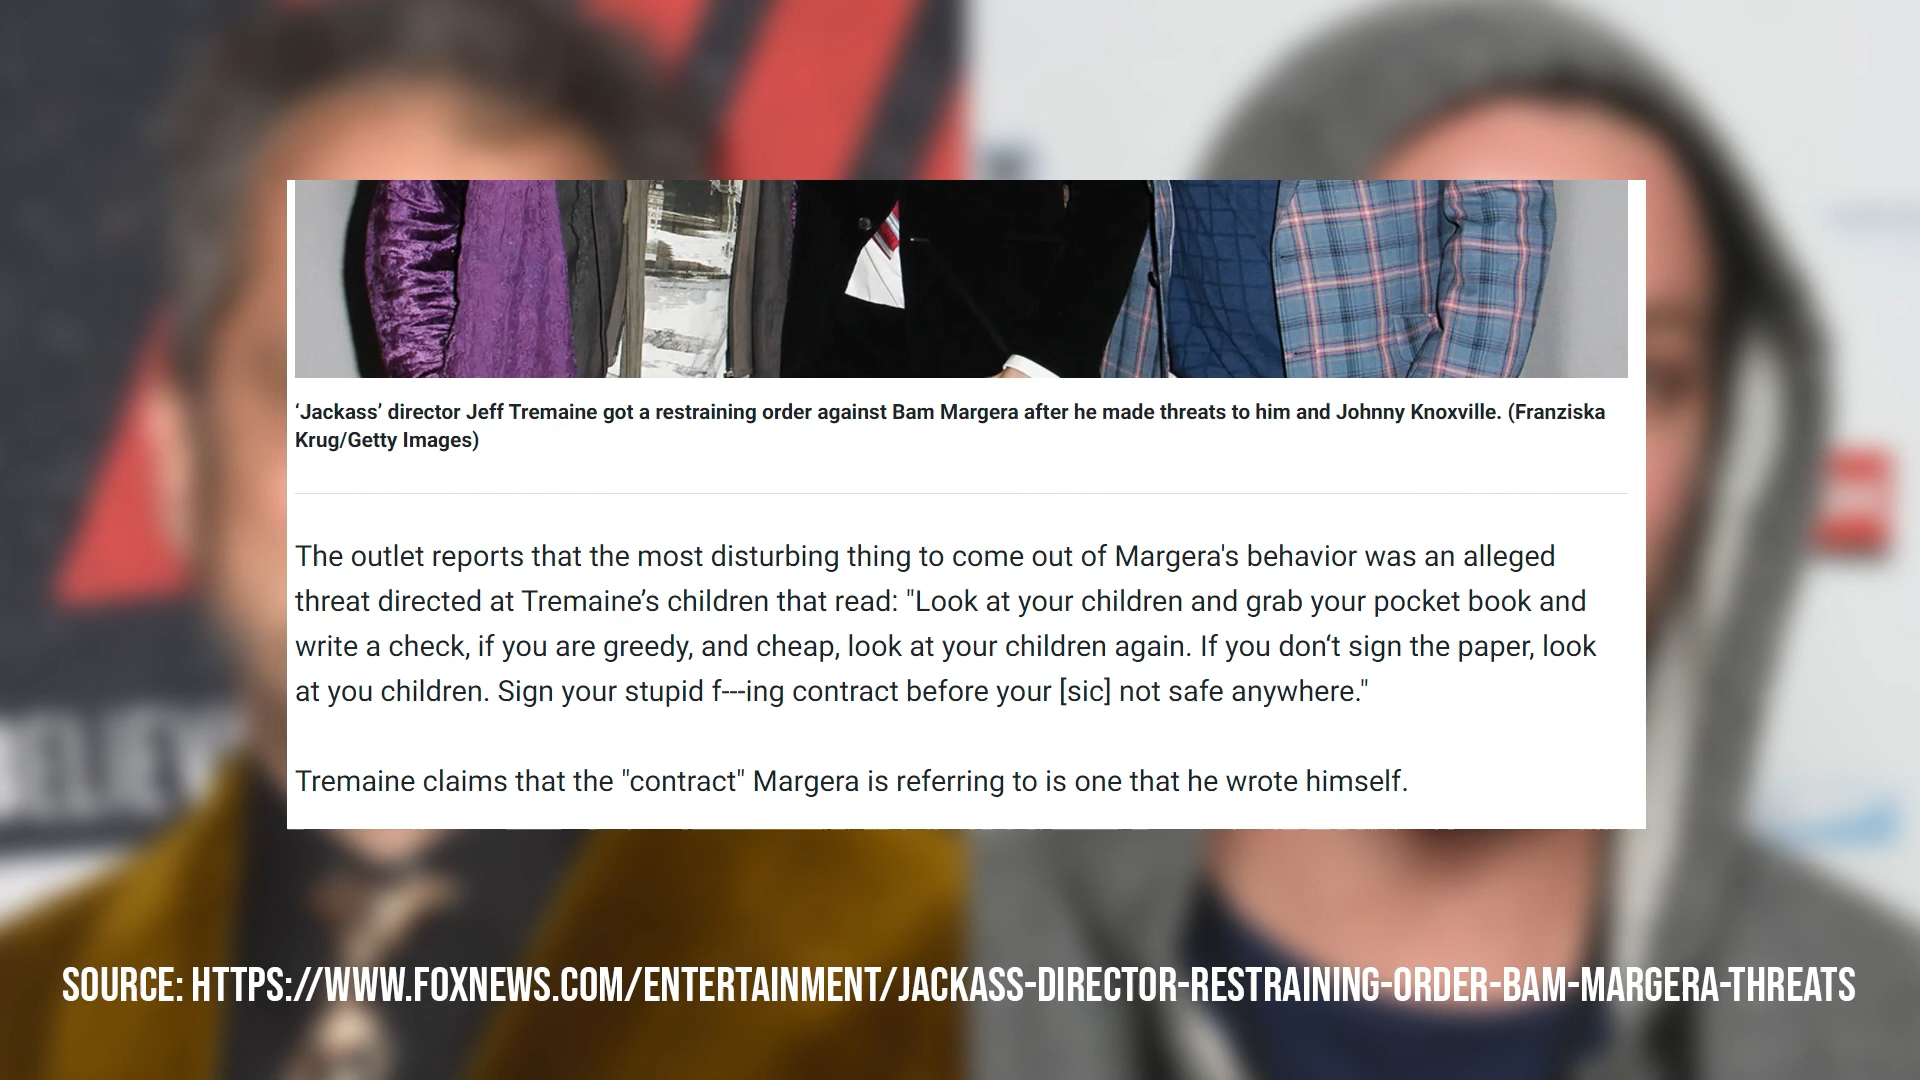 ‘Jackass’ director Jeff Tremaine got a restraining order against Bam Margera after he made threats to him and Johnny Knoxville. (Franziska
Krug/Getty Images)
The outlet reports that the most disturbing thing to come out of Margera's behavior was an alleged
threat directed at Tremaine’s children that read: "Look at your children and grab your pocket book and
write a check, if you are greedy, and cheap, look at your children again. If you don‘t sign the paper, look
at you children. Sign your stupid f---ing contract before your [sic] not safe anywhere."
Tremaine claims that the "contract" Margera is referring to is one that he wrote himself.
SOURCE: HTTPS://WWW.FOXNEWS.COM/ENTERTAINMENT/JACKASS-DIRECTOR-RESTRAINING-ORDER-BAM-MARGERA-THREATS